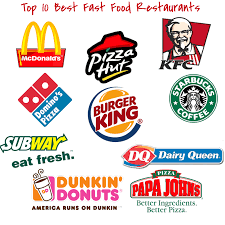 Top 10 Best Fast Food Restaurants
McDonald's
Pizza
Hut
KFC
Domino's
Pizza
BURGER
KING
STARBUCKS
COFFEE
SUBWAY
eat fresh.
DQ Dairy Queen
DUNKIN'
DONUTS
AMERICA RUNS ON DUNKIN
PIZZA
PAPA JOHNS
Better Ingredients.
Better Pizza.